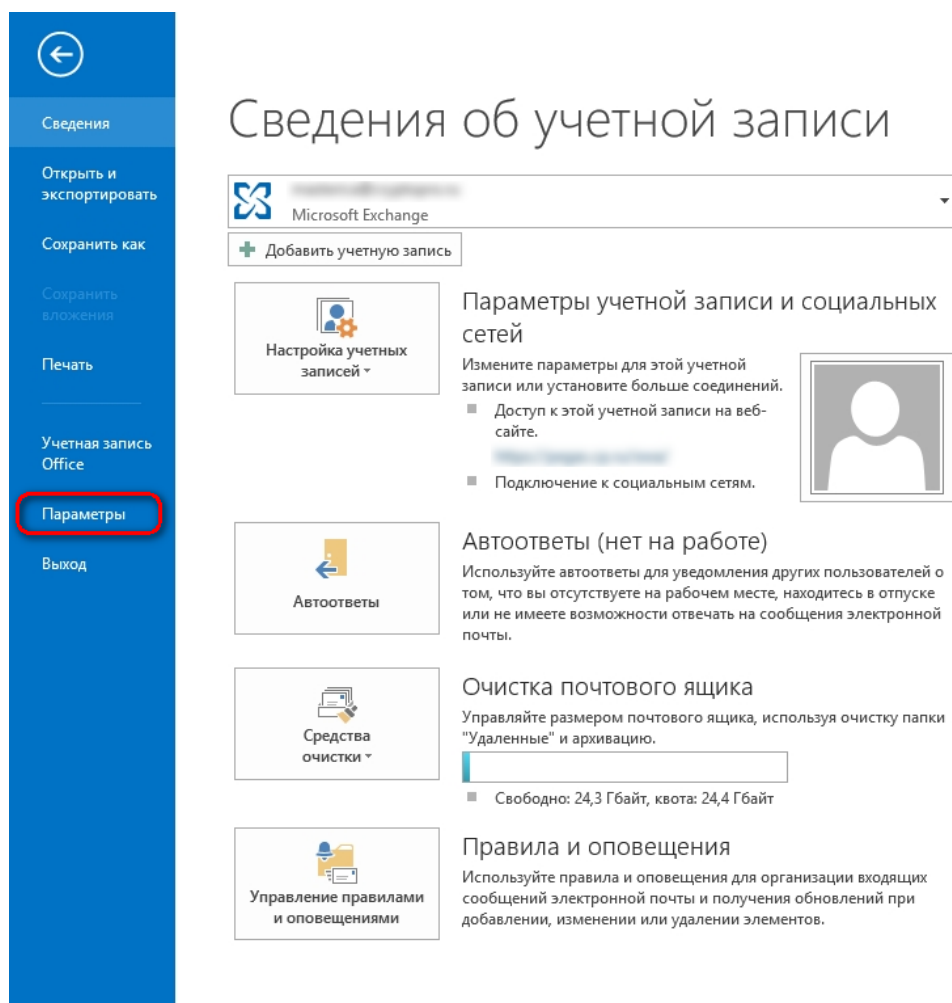 Сведения
Открыть и
экспортировать
Сохранить как
Сохранить
вложения
Печать
Учетная запись
Office
Параметры
Выход
Сведения об учетной записи
Microsoft Exchange
Добавить учетную запись
Настройка учетных
записей
Параметры учетной записи и социальных
сетей
Измените параметры для этой учетной
записи или установите больше соединений.
Доступ к этой учетной записи на веб-
сайте.
Подключение к социальным сетям.
Автоответы
Автоответы (нет на работе)
Используйте автоответы для уведомления других пользователей о
том, что вы отсутствуете на рабочем месте, находитесь в отпуске
или не имеете возможности отвечать на сообщения электронной
почты.
Средства
очистки
Очистка почтового ящика
Управляйте размером почтового ящика, используя очистку папки
"Удаленные" и архивацию.
Свободно: 24,3 Гбайт, квота: 24,4 Гбайт
Управление правилами
и оповещениями
Правила и оповещения
Используйте правила и оповещения для организации входящих
сообщений электронной почты и получения обновлений при
добавлении, изменении или удалении элементов.